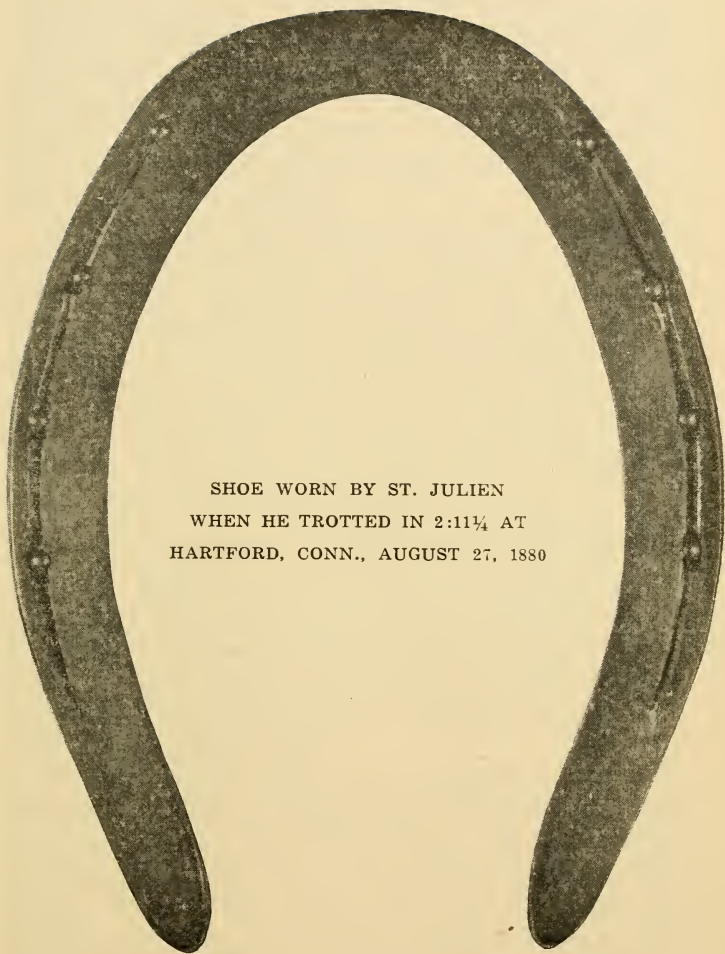 SHOE WORN BY ST. JULIEN
WHEN HE TROTTED IN 2:11¼ AT
HARTFORD, CONN., AUGUST 27, 1880